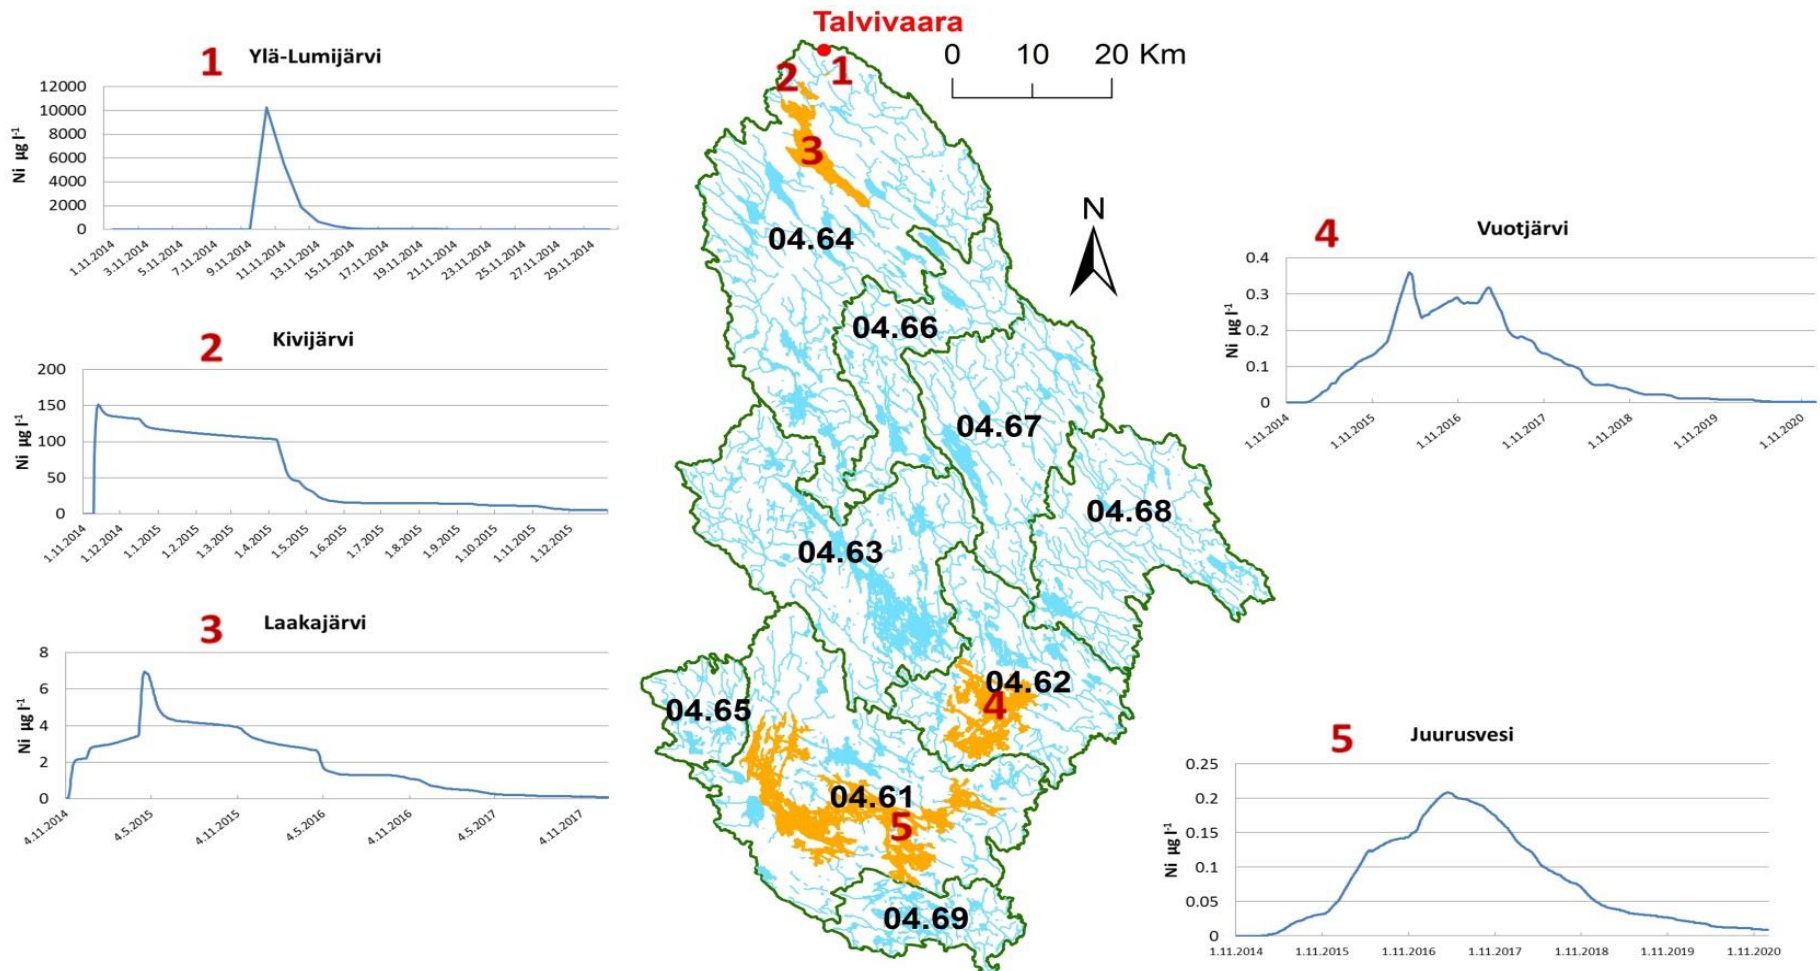 Talvivaara
0 10 20 Km
N
1 Ylä-Lumijärvi
Ni µg l-1
12000
10000
8000
6000
4000
2000
0
1.11.2014 3.11.2014 5.11.2014 7.11.2014 9.11.2014 11.11.2014 13.11.2014 15.11.2014 17.11.2014 19.11.2014 21.11.2014 23.11.2014 25.11.2014 27.11.2014 29.11.2014
2 Kivijärvi
Ni µg l-1
200
150
100
50
0
1.11.2014 1.12.2014 1.1.2015 1.2.2015 1.3.2015 1.4.2015 1.5.2015 1.6.2015 1.7.2015 1.8.2015 1.9.2015 1.10.2015 1.11.2015 1.12.2015
3 Laakajärvi
Ni µg l-1
8
6
4
2
0
4.11.2014 4.5.2015 4.11.2015 4.5.2016 4.11.2016 4.5.2017 4.11.2017
1
2
3
04.64
04.66
04.67
04.68
04.63
04.62
4
04.65
04.61
5
04.69
4 Vuotjärvi
Ni µg l-1
0.4
0.3
0.2
0.1
0
1.11.2014 1.11.2015 1.11.2016 1.11.2017 1.11.2018 1.11.2019 1.11.2020
5 Juurusvesi
Ni µg l-1
0.25
0.2
0.15
0.1
0.05
0
1.11.2014 1.11.2015 1.11.2016 1.11.2017 1.11.2018 1.11.2019 1.11.2020